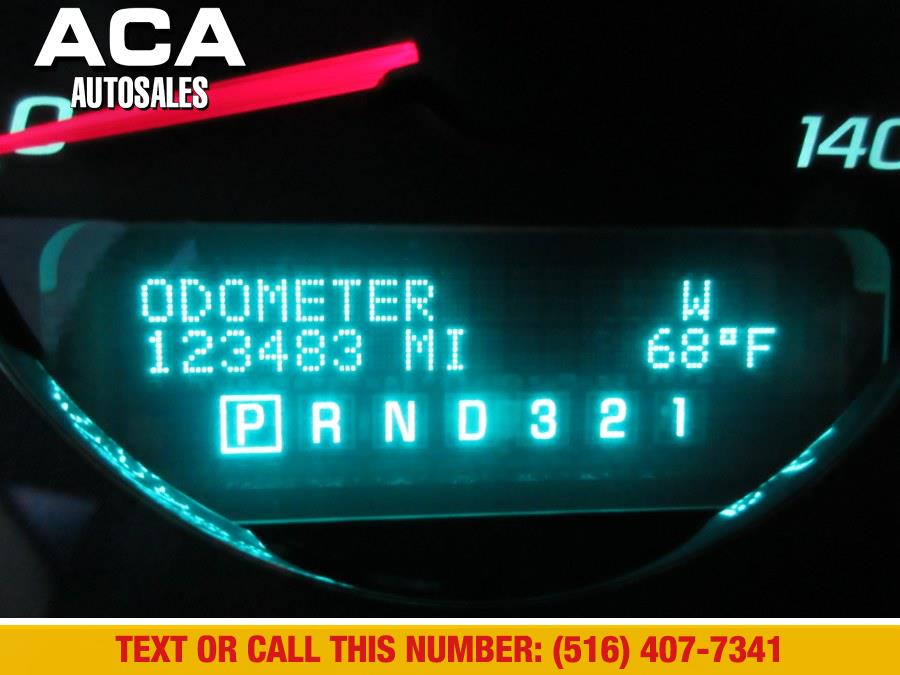 ACA
AUTOSALES
0
140
ODOMETER W
123483 MI 68°F
P R N D 3 2 1
TEXT OR CALL THIS NUMBER: (516) 407-7341